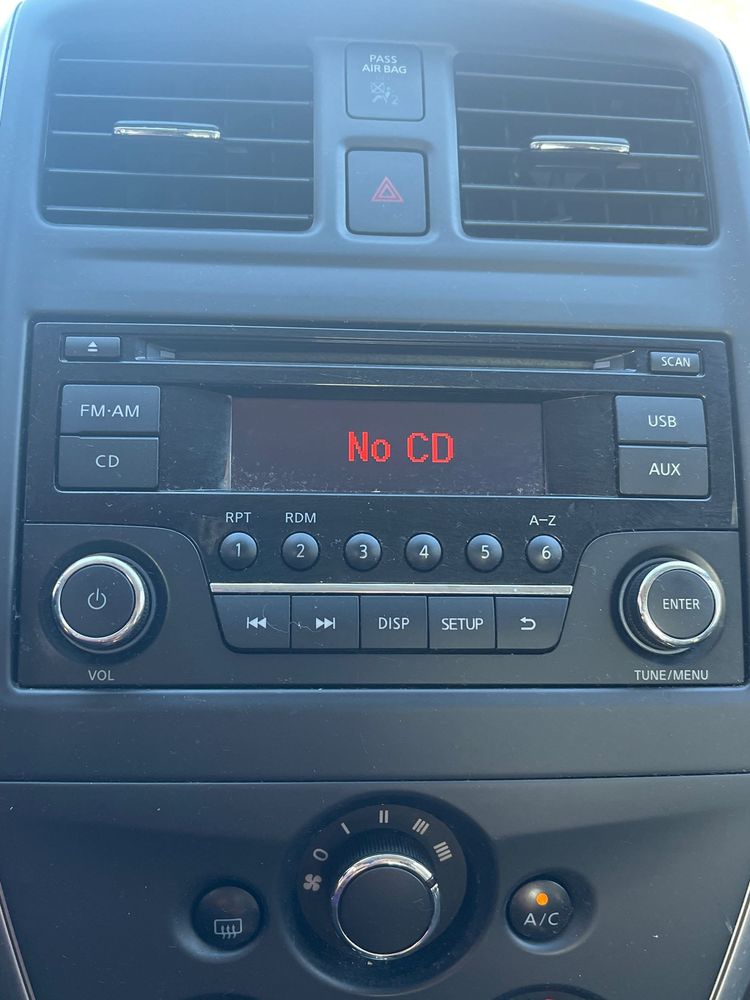 PASS
AIR BAG
2
SCAN
FM·AM
USB
No CD
CD
AUX
RPT
RDM
A–Z
1
2
3
4
5
6
ENTER
DISP
SETUP
VOL
TUNE/MENU
0
I
II
III
IIII
A/C